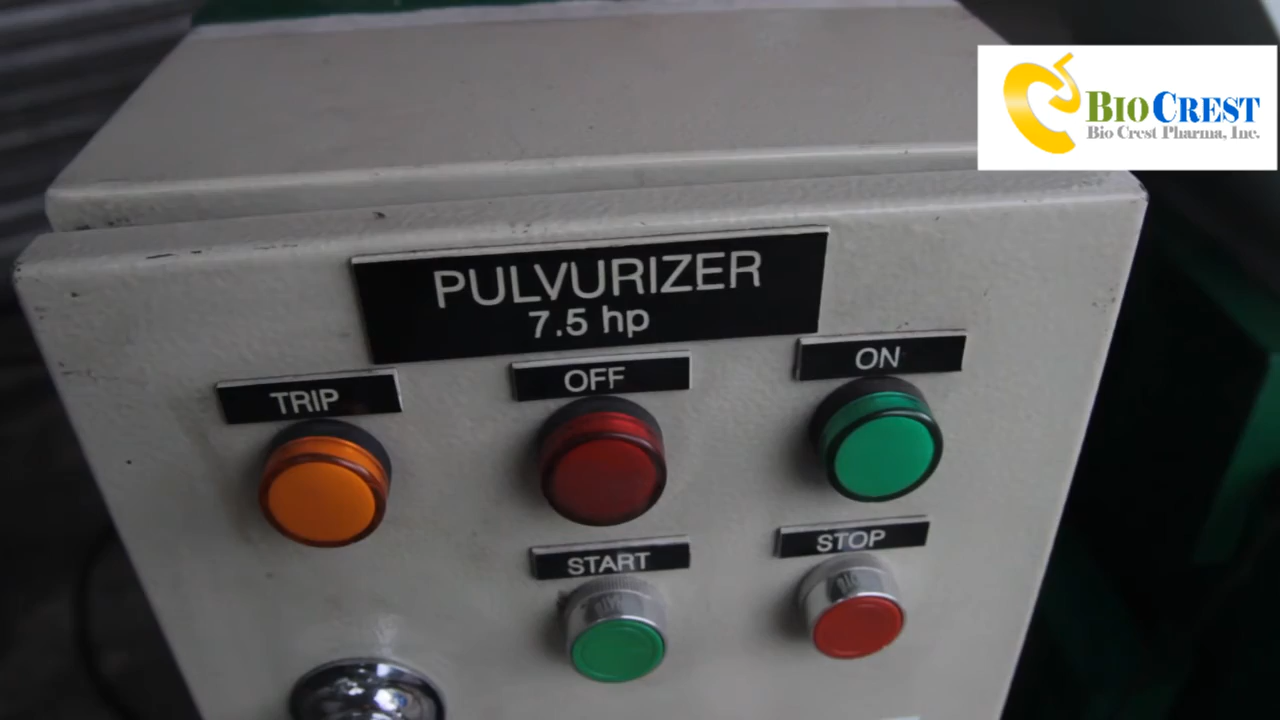 BIO CREST
Bio Crest Pharma, Inc.
PULVURIZER
7.5 hp
TRIP
OFF
ON
START
STOP